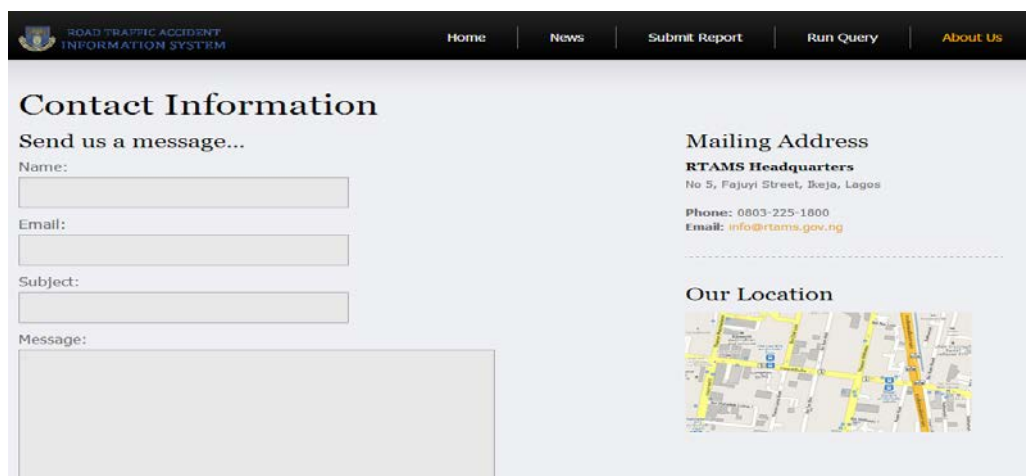 ROAD TRAFFIC ACCIDENT
INFORMATION SYSTEM
Home
News
Submit Report
Run Query
About Us
Contact Information
Send us a message...
Name:
Email:
Subject:
Message:
Mailing Address
RTAMS Headquarters
No 5, Fajuyi Street, Ikeja, Lagos
Phone: 0803-225-1800
Email: info@rtams.gov.ng
Our Location